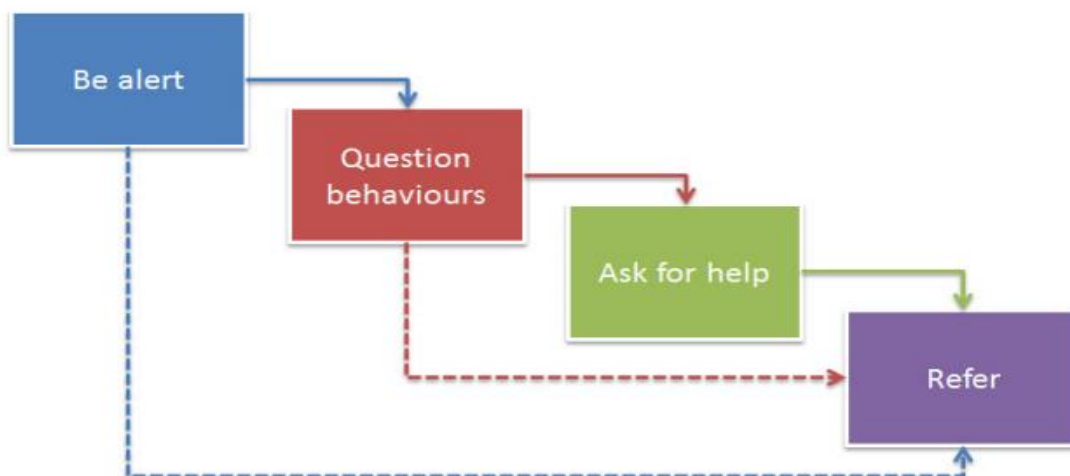 Be alert
Question
behaviours
Ask for help
Refer